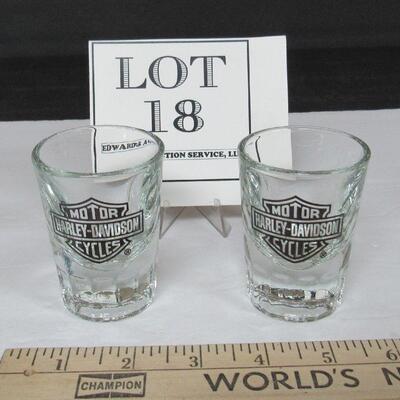 LOT
18
EDWARDS
TION SERVICE, LL
MOTOR
HARLEY-DAVIDSON
CYCLES
®
MOTOR
HARLEY-DAVIDSON
CYCLES
®
1 2 3 4 5 6
CHAMPION
WORLD'S